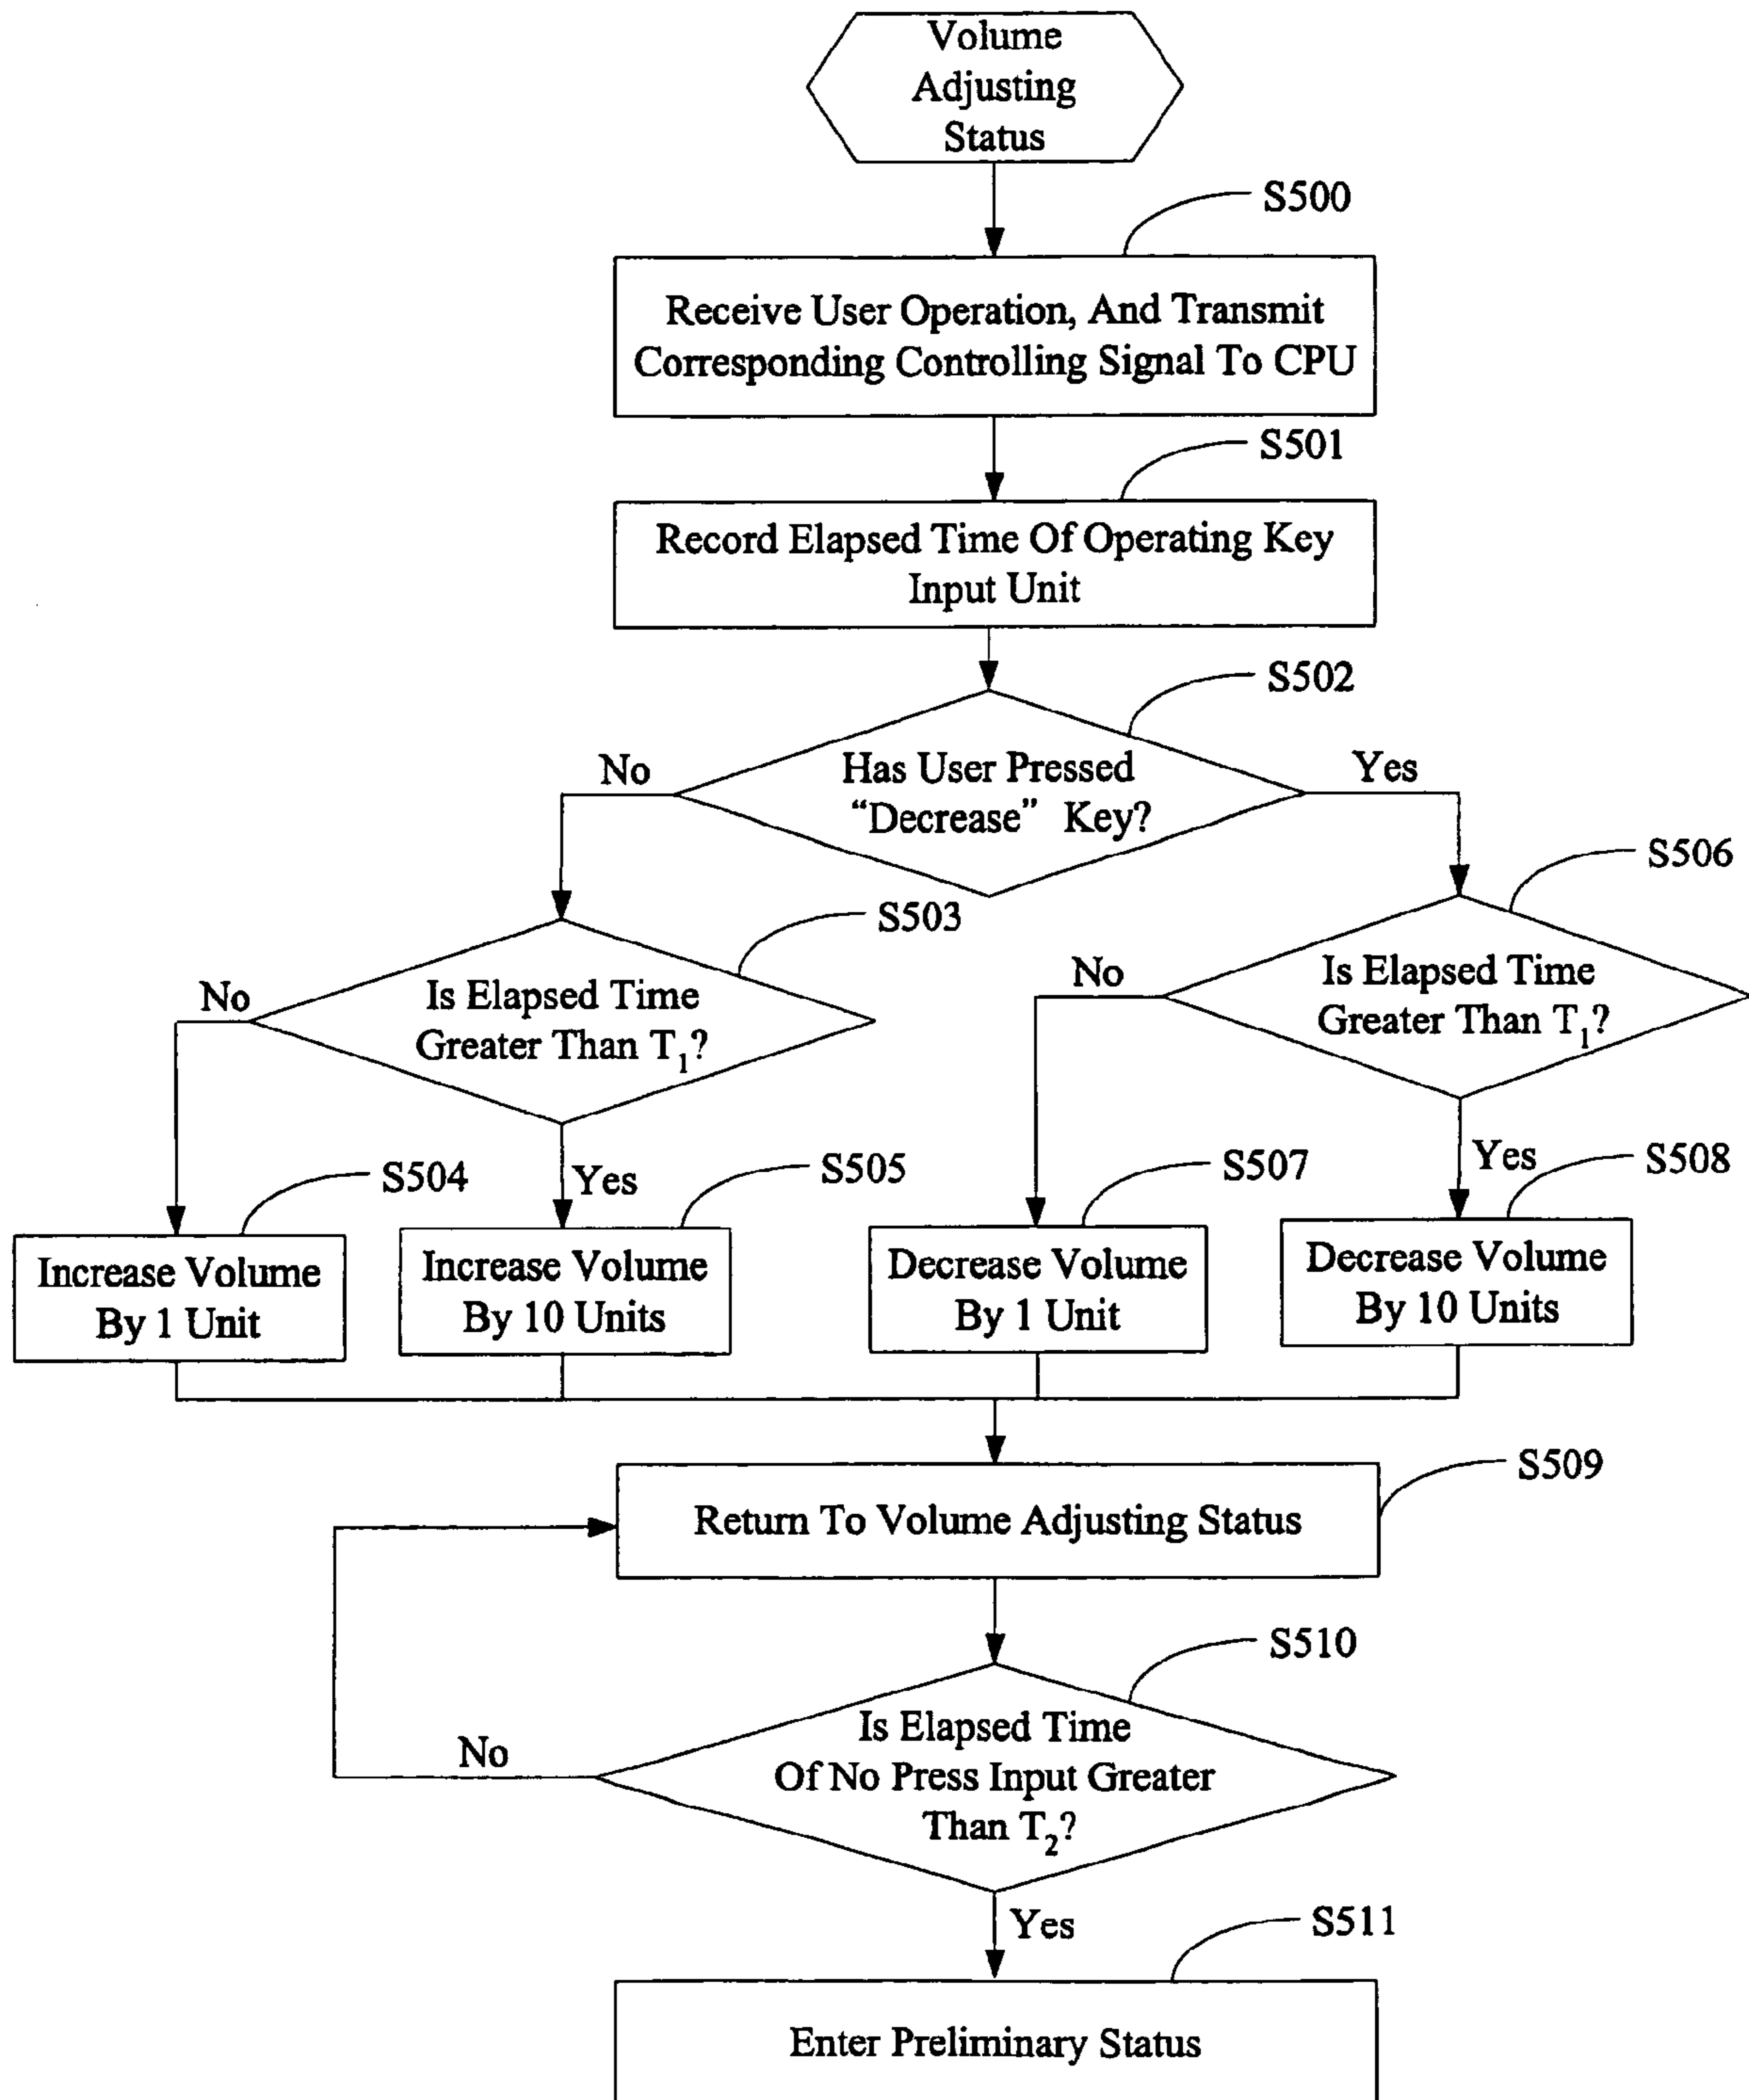 Volume
Adjusting
Status
S500
Receive User Operation, And Transmit
Corresponding Controlling Signal To CPU
S501
Record Elapsed Time Of Operating Key
Input Unit
S502
No
Has User Pressed
“Decrease” Key?
Yes
S506
S503
No
Is Elapsed Time
Greater Than T1?
No
Is Elapsed Time
Greater Than T1?
S504
Yes
S505
S507
Yes
S508
Increase Volume
By 1 Unit
Increase Volume
By 10 Units
Decrease Volume
By 1 Unit
Decrease Volume
By 10 Units
S509
Return To Volume Adjusting Status
S510
No
Is Elapsed Time
Of No Press Input Greater
Than T2?
Yes
S511
Enter Preliminary Status